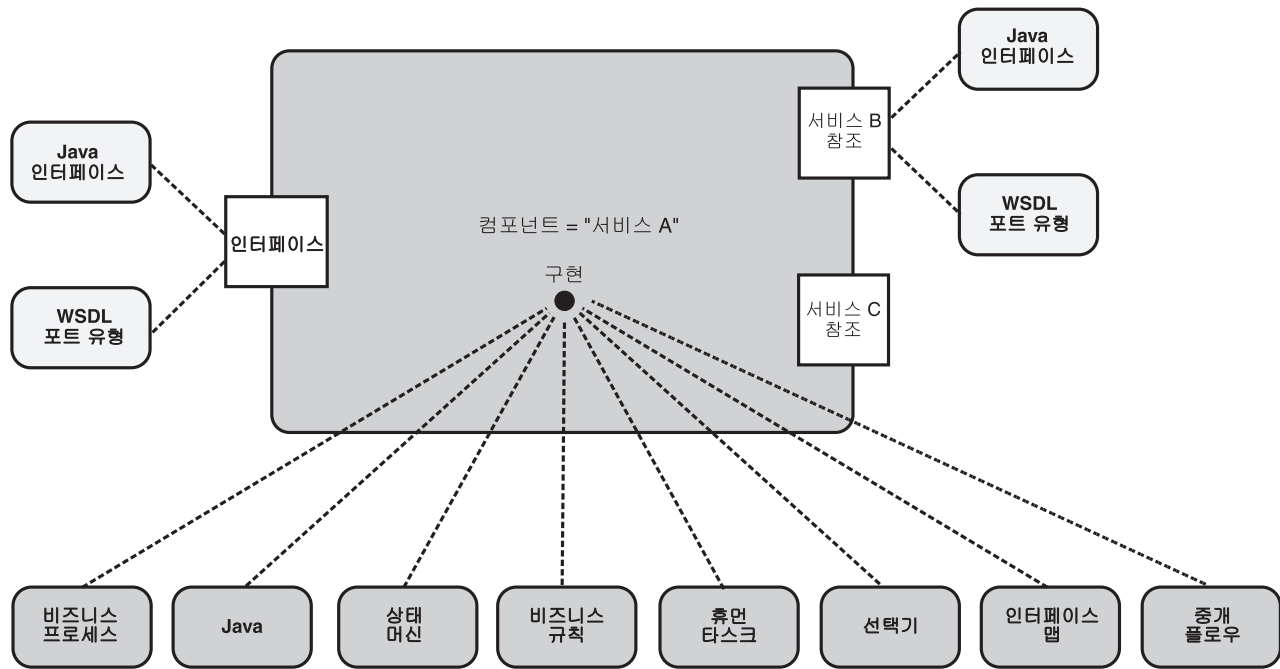 Java
인터페이스
서비스 B
참조
Java
인터페이스
WSDL
포트 유형
인터페이스
컴포넌트 = "서비스 A"
구현
서비스 C
참조
WSDL
포트 유형
비즈니스
프로세스
Java
상태
머신
비즈니스
규칙
휴먼
타스크
선택기
인터페이스
맵
중개
플로우